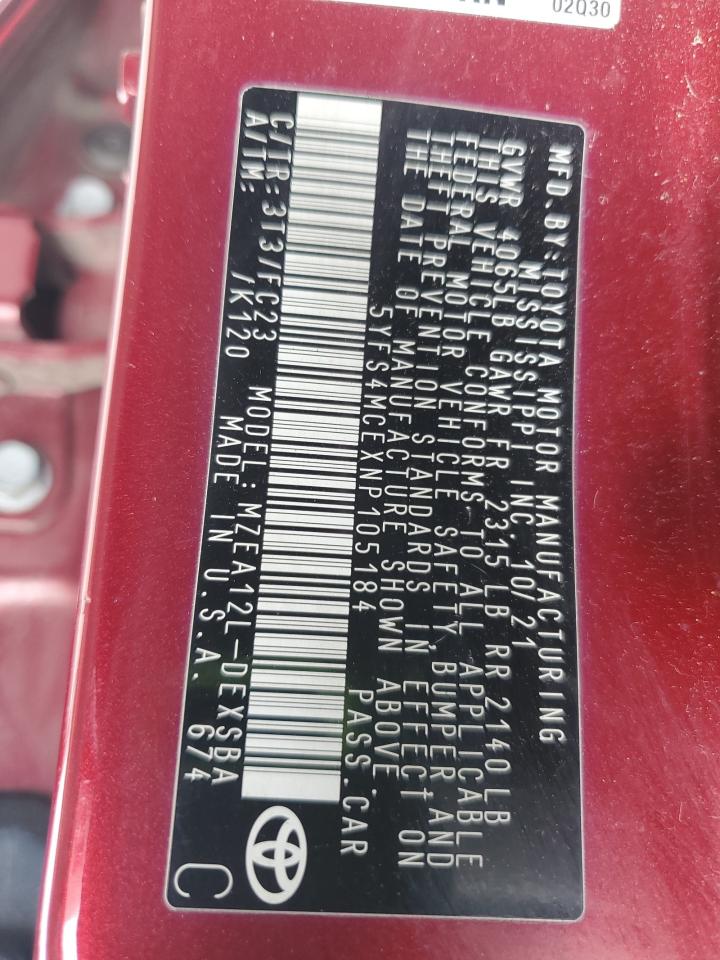 02Q30
MFD.BY:TOYOTA MOTOR MANUFACTURING
MISSISSIPPI INC. 10/21
GVWR 4065LB GAWR FR 2315 LB RR 2140 LB
THIS VEHICLE CONFORMS TO ALL APPLICABLE
FEDERAL MOTOR VEHICLE SAFETY, BUMPER AND
THEFT PREVENTION STANDARDS IN EFFECT ON
THE DATE OF MANUFACTURE SHOWN ABOVE.
5YFS4MCEXNP105184 PASS.CAR
C/TR:3T3/FC23 MODEL:MZEA12L-DEXSBA
A/TM: /K120 MADE IN U.S.A. 674
C